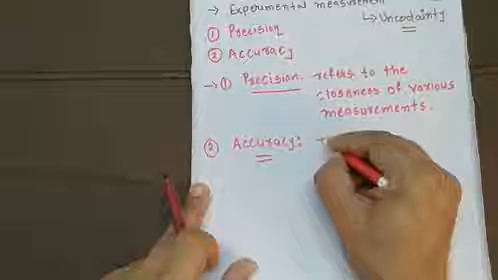 → Experimental measurement
↳ Uncertainty
① Precision
② Accuracy
→ ① Precision: refers to the
closeness of various
measurements.
② Accuracy: